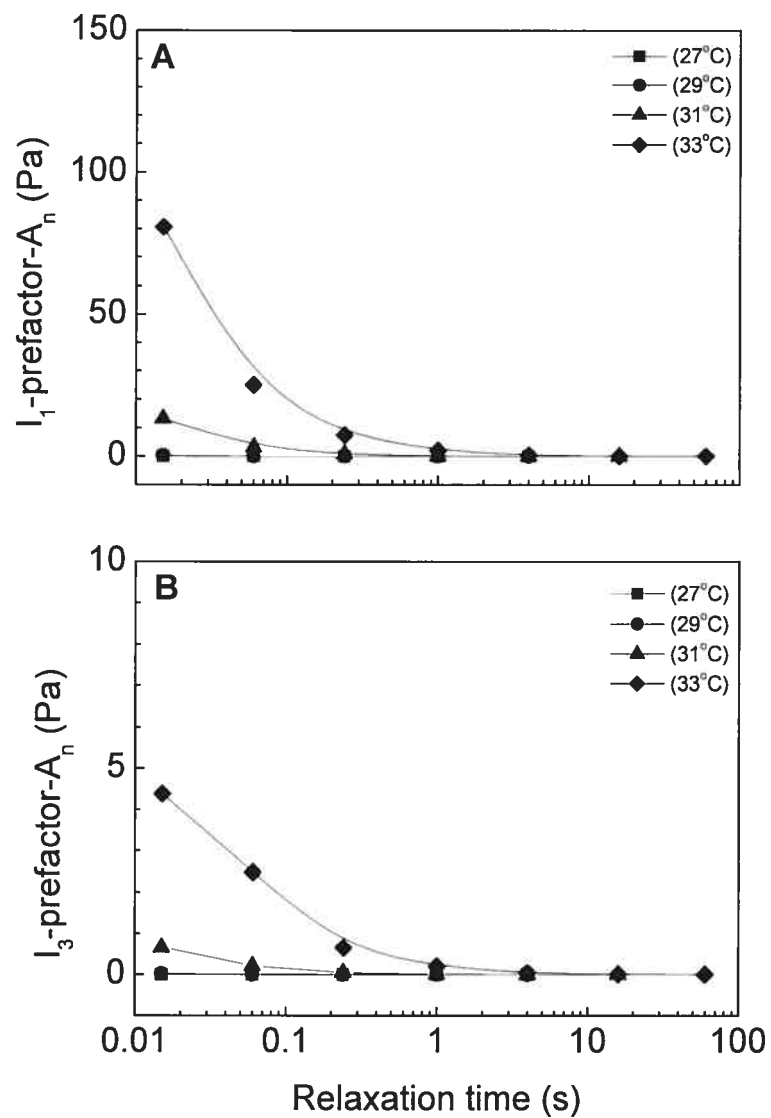 A
(27°C)
(29°C)
(31°C)
(33°C)
150
100
50
0
I₁-prefactor-Aₙ (Pa)
B
(27°C)
(29°C)
(31°C)
(33°C)
10
5
0
I₃-prefactor-Aₙ (Pa)
0.01 0.1 1 10 100
Relaxation time (s)